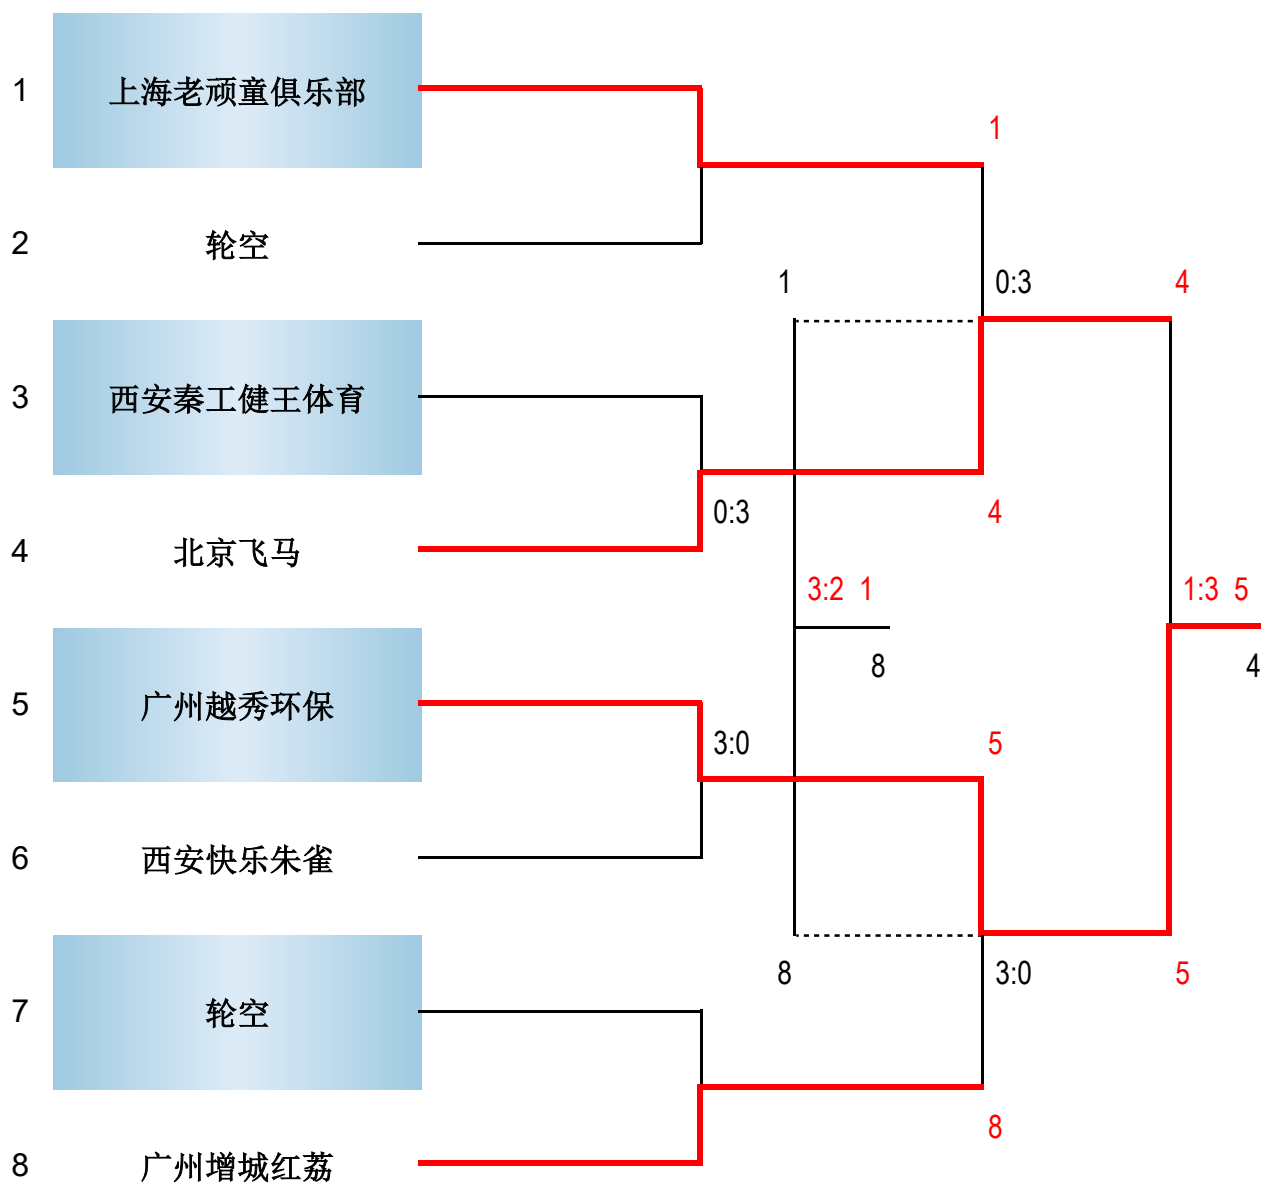 1 上海老顽童俱乐部
1
2 轮空
1 0:3 4
3 西安秦工健王体育
0:3 4
4 北京飞马
3:2 1 1:3 5
8 4
5 广州越秀环保
3:0 5
6 西安快乐朱雀
8 3:0 5
7 轮空
8
8 广州增城红荔